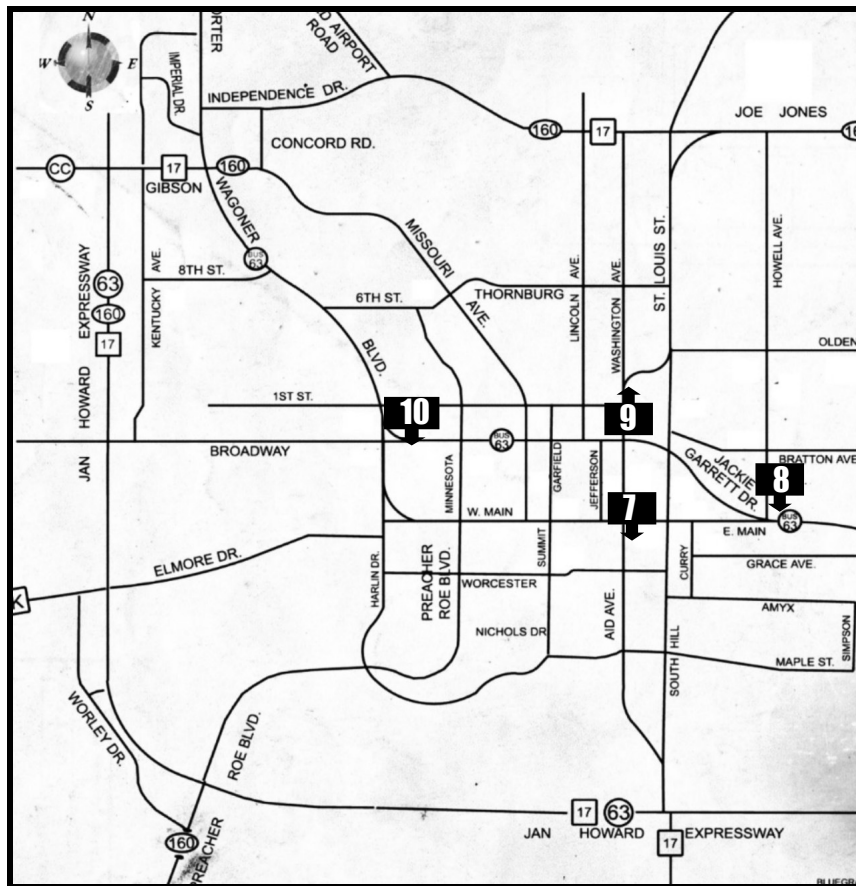 N
W
E
S
ORTER
IMPERIAL DR.
D AIRPORT
ROAD
INDEPENDENCE DR.
CONCORD RD.
160
17
JOE JONES
16
CC
17
160
GIBSON
WAGONER
BLVD.
MISSOURI
AVE.
BUS
63
8TH ST.
6TH ST.
THORNBURG
LINCOLN AVE.
WASHINGTON AVE.
ST. LOUIS ST.
HOWELL AVE.
KENTUCKY AVE.
63
160
17
JAN HOWARD EXPRESSWAY
OLDEN
1ST ST.
10
9
BROADWAY
BUS
63
MINNESOTA
GARFIELD
JEFFERSON
JACKIE
GARRETT DR.
BRATTON AVE
8
7
W. MAIN
E. MAIN
BUS
63
ELMORE DR.
HARLIN DR.
PREACHER
ROE BLVD.
SUMMIT
WORCESTER
CURRY
GRACE AVE.
K
AMYX
NICHOLS DR
AID AVE.
SOUTH HILL
SIMPSON
MAPLE ST.
WORLEY DR.
ROE BLVD.
17
63
JAN HOWARD EXPRESSWAY
160
PREACHER
17
BLUEGR